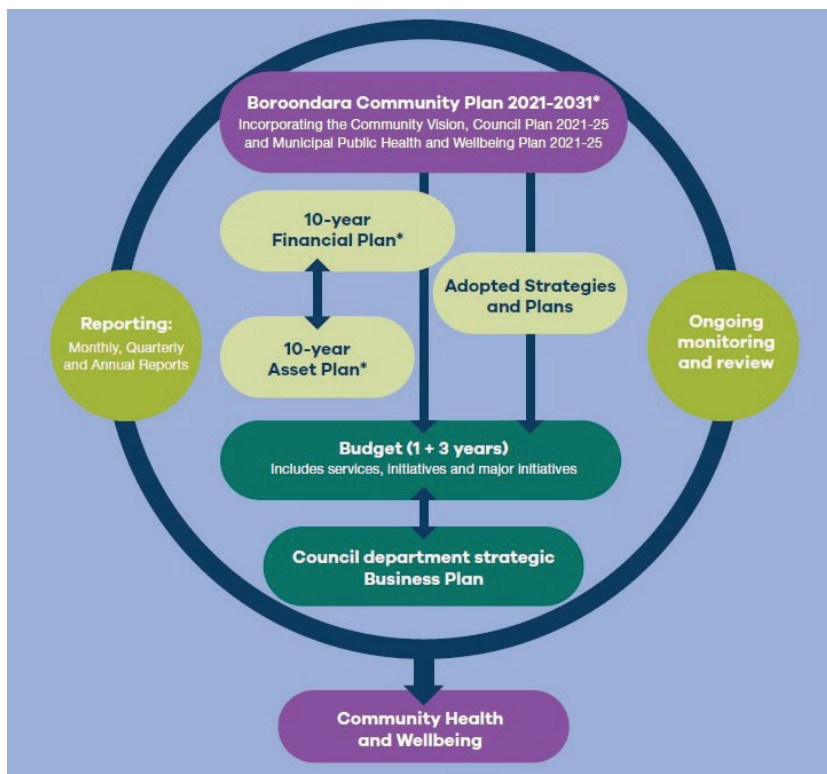 Boroondara Community Plan 2021-2031*
Incorporating the Community Vision, Council Plan 2021-25
and Municipal Public Health and Wellbeing Plan 2021-25
10-year
Financial Plan*
Adopted Strategies
and Plans
Reporting:
Monthly, Quarterly
and Annual Reports
10-year
Asset Plan*
Ongoing
monitoring
and review
Budget (1 + 3 years)
Includes services, initiatives and major initiatives
Council department strategic
Business Plan
Community Health
and Wellbeing